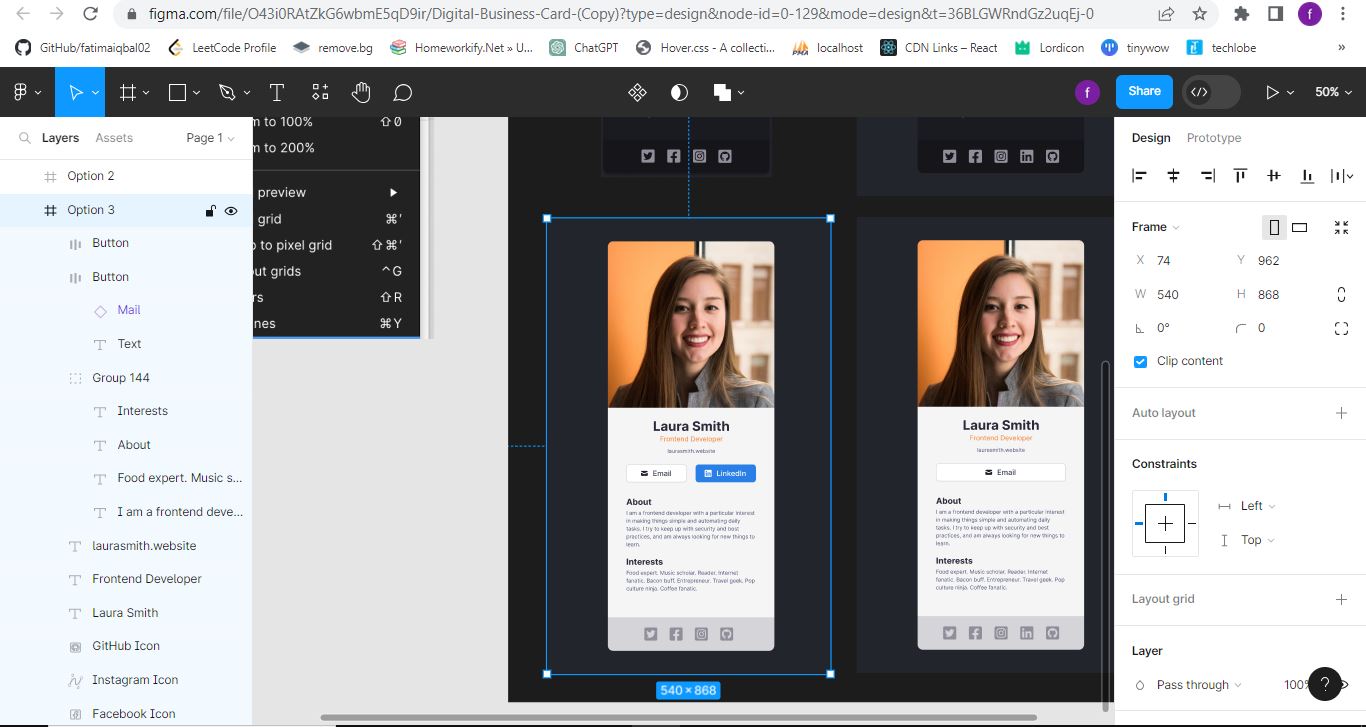 figma.com/file/O43i0RAtZkG6wbmE5qD9ir/Digital-Business-Card-(Copy)?type=design&node-id=0-129&mode=design&t=36BLGWRndGz2uqEj-0
f
GitHub/fatimaiqbal02 LeetCode Profile remove.bg Homeworkify.Net » U... ChatGPT Hover.css - A collecti... localhost CDN Links – React Lordicon tinywow techlobe »
f Share 50%
Layers Assets Page 1
Option 2
Option 3
Button
Button
Mail
Text
Group 144
Interests
About
Food expert. Music s...
I am a frontend deve...
laurasmith.website
Frontend Developer
Laura Smith
GitHub Icon
Instagram Icon
Facebook Icon
m to 100% ⇧0
m to 200%
preview ▶
grid ⌘'
p to pixel grid ⇧⌘'
out grids ^G
rs ⇧R
nes ⌘Y
Laura Smith
Frontend Developer
laurasmith.website
Email LinkedIn
About
I am a frontend developer with a particular interest
in making things simple and automating daily
tasks. I try to keep up with security and best
practices, and am always looking for new things to
learn.
Interests
Food expert. Music scholar. Reader. Internet
fanatic. Bacon buff. Entrepreneur. Travel geek. Pop
culture ninja. Coffee fanatic.
540 × 868
Laura Smith
Frontend Developer
laurasmith.website
Email
About
I am a frontend developer with a particular interest
in making things simple and automating daily
tasks. I try to keep up with security and best
practices, and am always looking for new things to
learn.
Interests
Food expert. Music scholar. Reader. Internet
fanatic. Bacon buff. Entrepreneur. Travel geek. Pop
culture ninja. Coffee fanatic.
Design Prototype
Frame
X 74 Y 962
W 540 H 868
0° 0
Clip content
Auto layout
Constraints
Left
Top
Layout grid
Layer
Pass through 100%
?